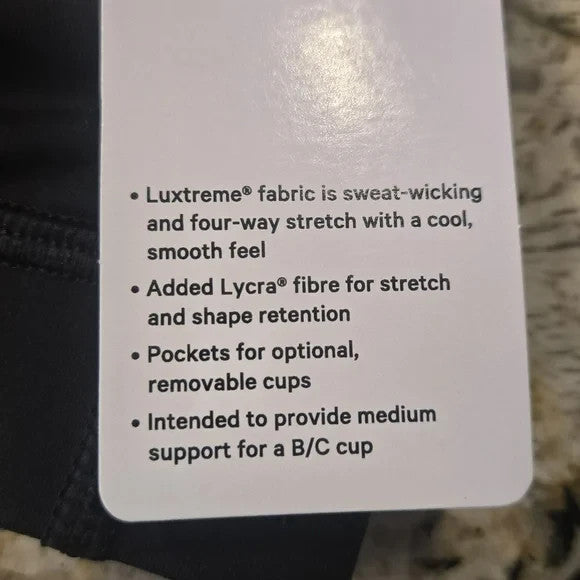 • Luxtreme® fabric is sweat-wicking
and four-way stretch with a cool,
smooth feel
• Added Lycra® fibre for stretch
and shape retention
• Pockets for optional,
removable cups
• Intended to provide medium
support for a B/C cup